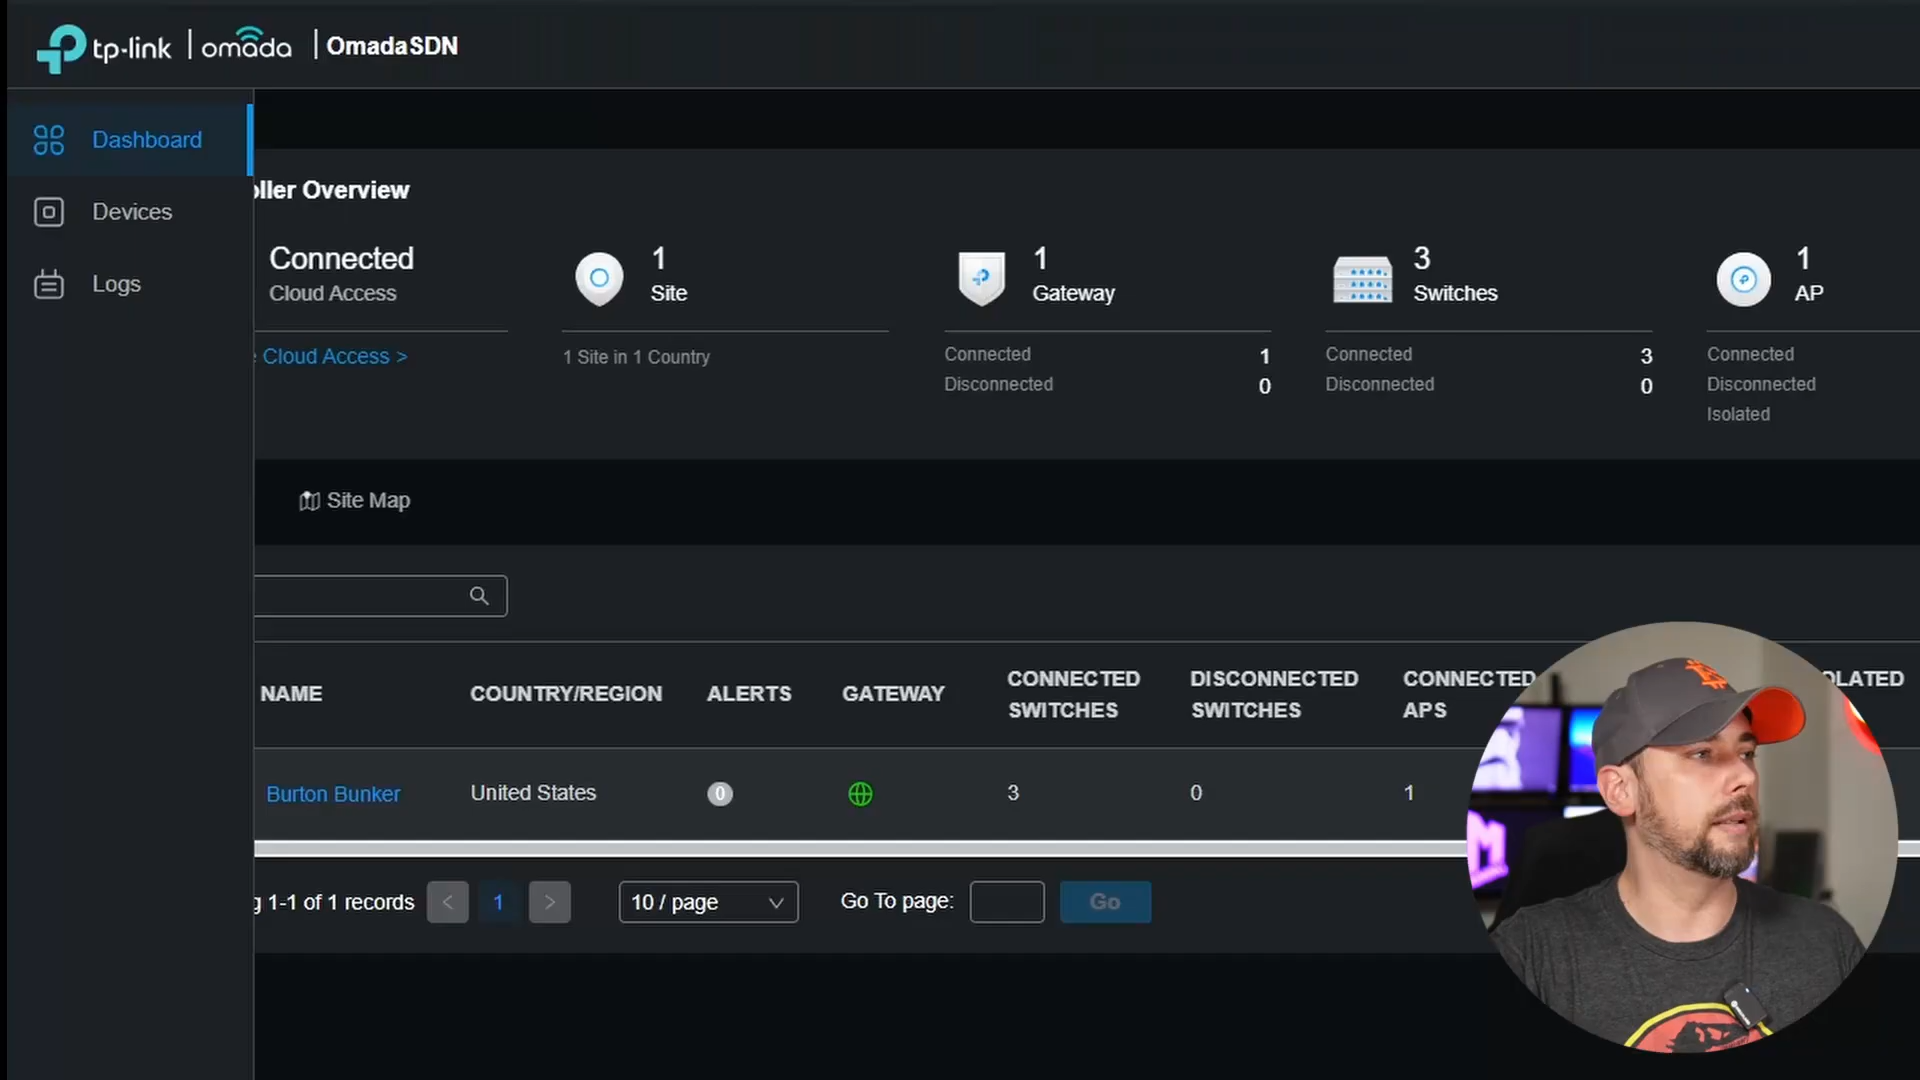 tp-link | omada | OmadaSDN
Dashboard
Devices
Logs
oller Overview
Connected
Cloud Access
Cloud Access >
1
Site
1 Site in 1 Country
1
Gateway
Connected 1
Disconnected 0
3
Switches
Connected 3
Disconnected 0
1
AP
Connected
Disconnected
Isolated
Site Map
NAME COUNTRY/REGION ALERTS GATEWAY CONNECTED SWITCHES DISCONNECTED SWITCHES CONNECTED APS OLATED
Burton Bunker United States 0 3 0 1
g 1-1 of 1 records < 1 > 10 / page Go To page: Go